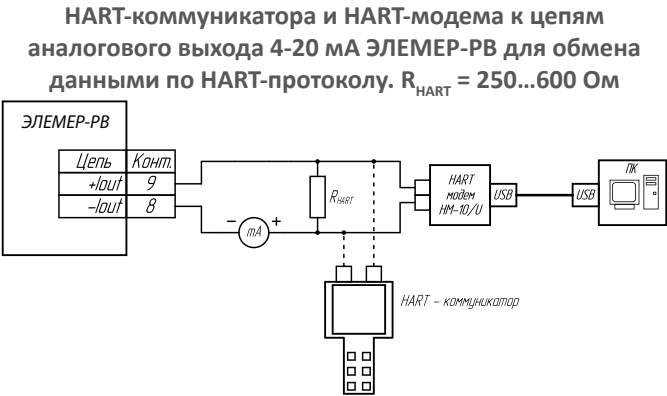 HART-коммуникатора и HART-модема к цепям
аналогового выхода 4-20 мА ЭЛЕМЕР-РВ для обмена
данными по HART-протоколу. RHART = 250...600 Ом
ЭЛЕМЕР-РВ
Цепь Конт.
+Iout 9
–Iout 8
RHART
– mA +
HART
модем
HM-10/U
USB
USB
ПК
HART – коммуникатор